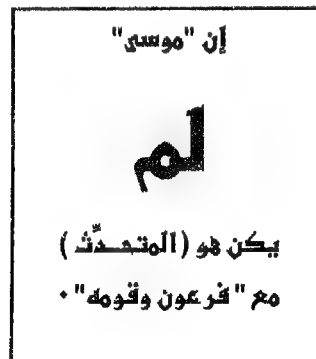 إن "موسى"
لم
يكن هو (المتحدِّث)
مع "فرعون وقومه".